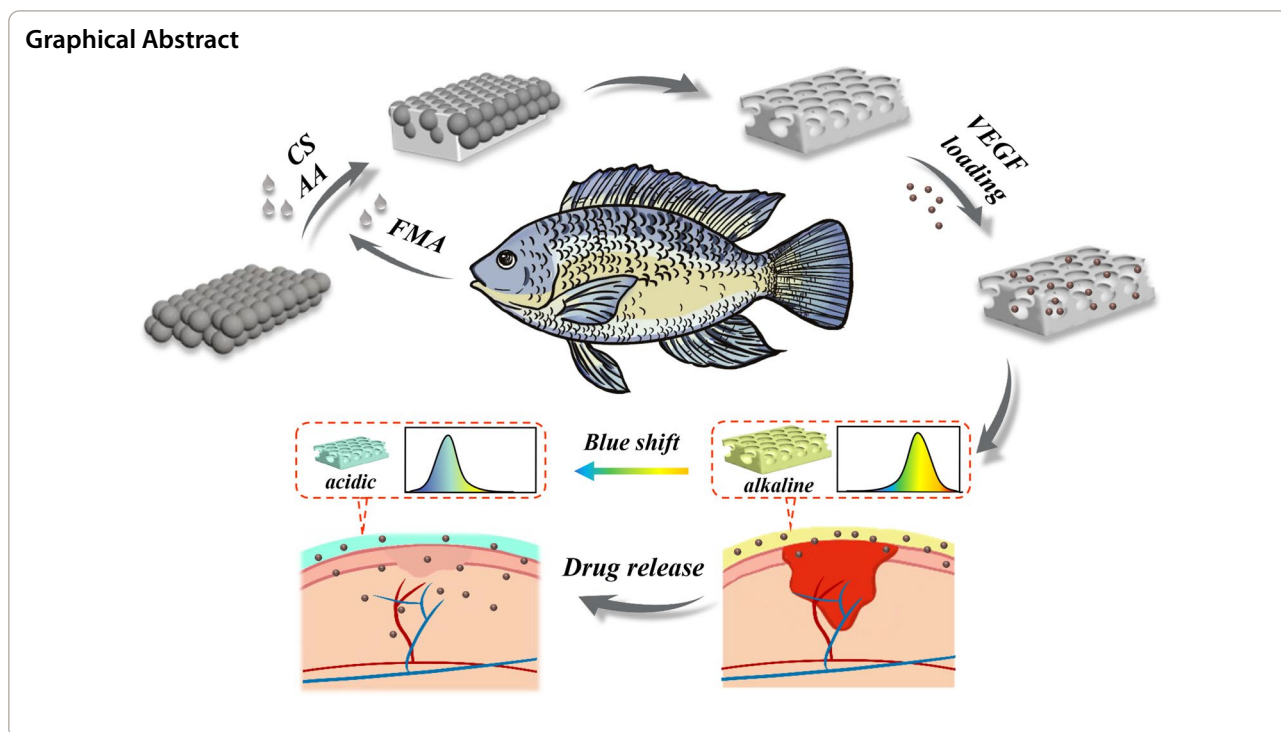 Graphical Abstract
CS
AA
FMA
VEGF
loading
acidic
Blue shift
alkaline
Drug release